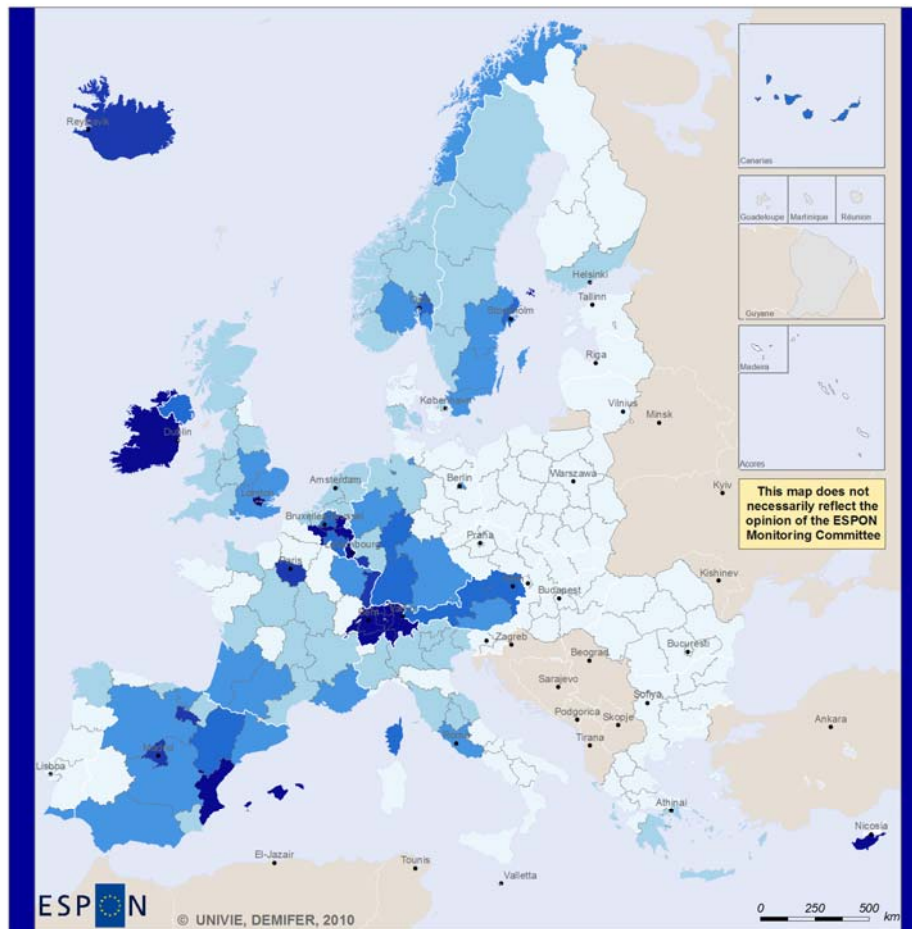 Reykjavik
Canarias
Guadeloupe
Martinique
Réunion
Guyane
Helsinki
Tallinn
Stockholm
Madeira
Riga
København
Vilnius
Minsk
Dublin
Acores
Amsterdam
Berlin
Warszawa
London
Kyiv
This map does not
necessarily reflect the
opinion of the ESPON
Monitoring Committee
Praha
Paris
Kishinev
Budapest
Bern
Zagreb
Bucuresti
Beograd
Sarajevo
Sofiya
Podgorica
Skopje
Ankara
Roma
Tirana
Madrid
Lisboa
Athinai
Nicosia
El-Jazair
Tounis
Valletta
ESPON
© UNIVIE, DEMIFER, 2010
0 250 500
km